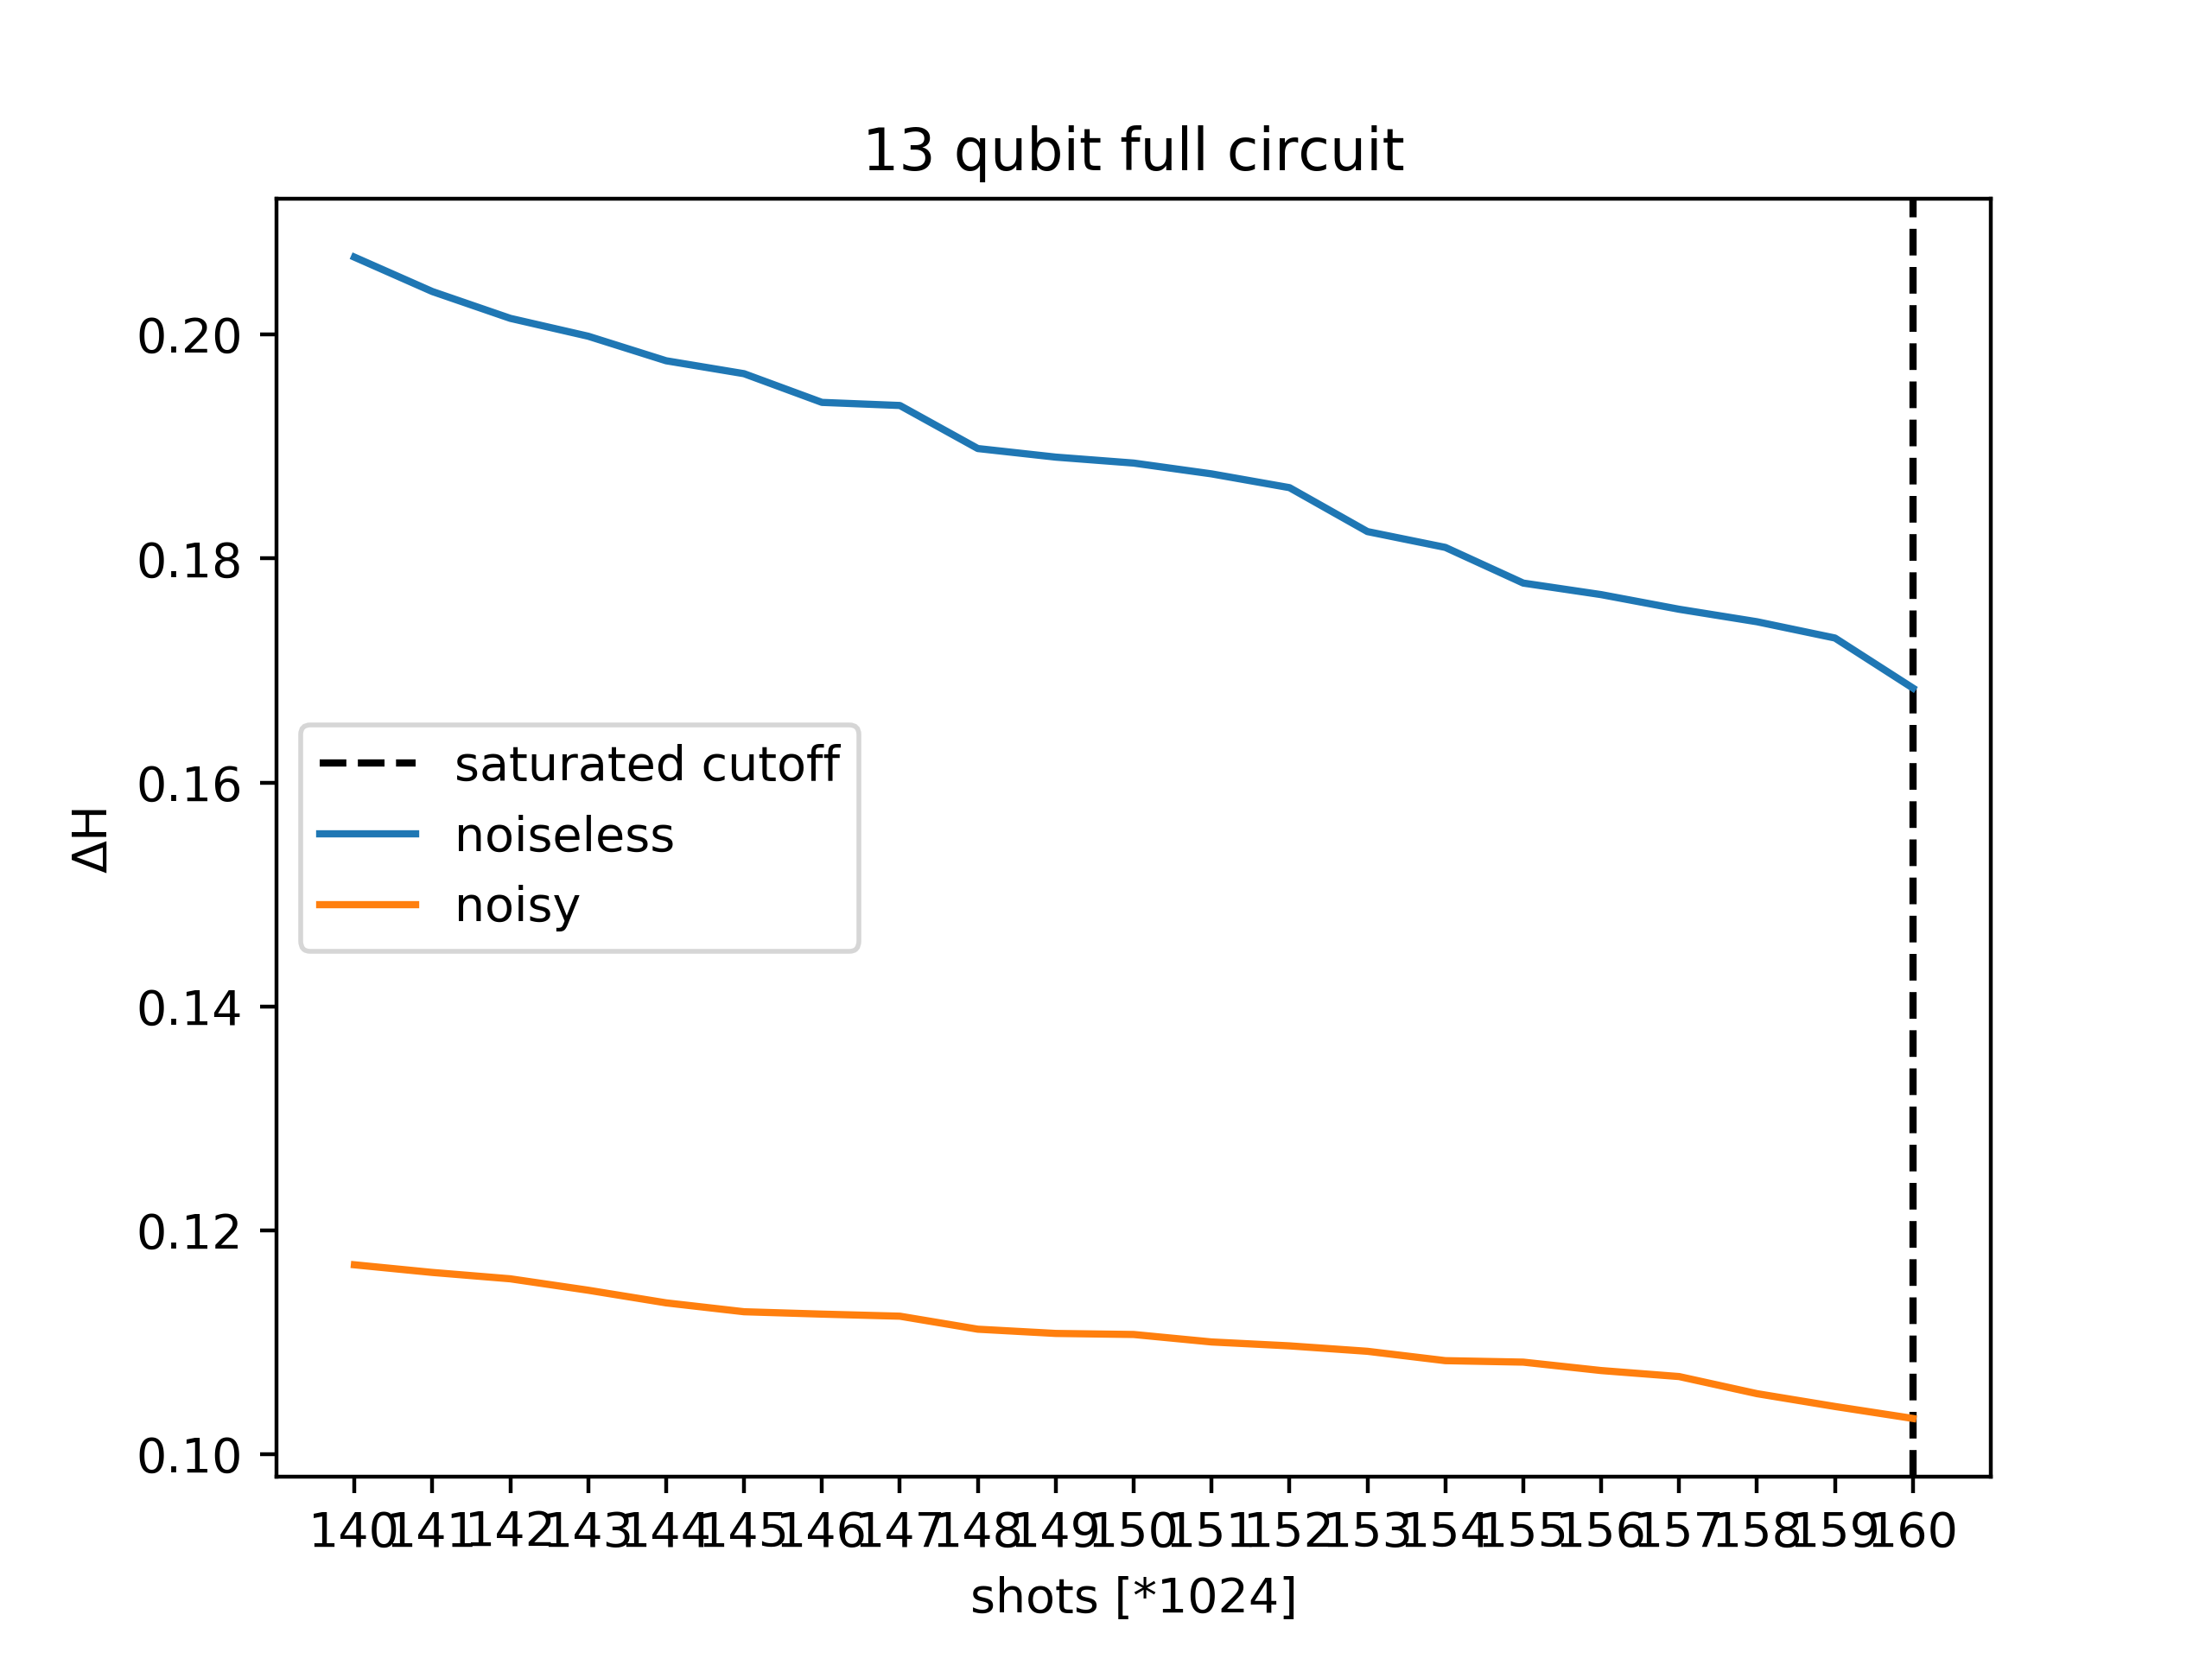 13 qubit full circuit
ΔH
0.20
0.18
0.16
0.14
0.12
0.10
saturated cutoff
noiseless
noisy
140 141 142 143 144 145 146 147 148 149 150 151 152 153 154 155 156 157 158 159 160
shots [*1024]